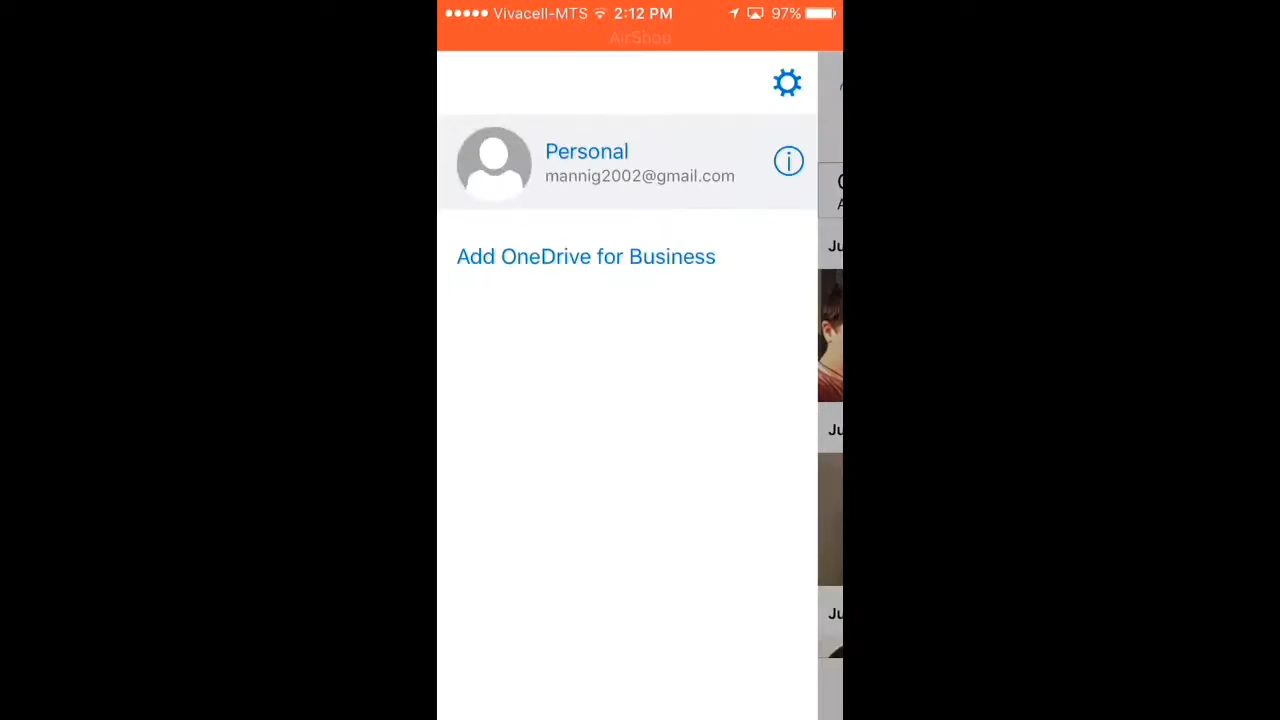 Vivacell-MTS 2:12 PM 97%
AirShou
Personal
mannig2002@gmail.com
Add OneDrive for Business
Ju
Ju
Ju